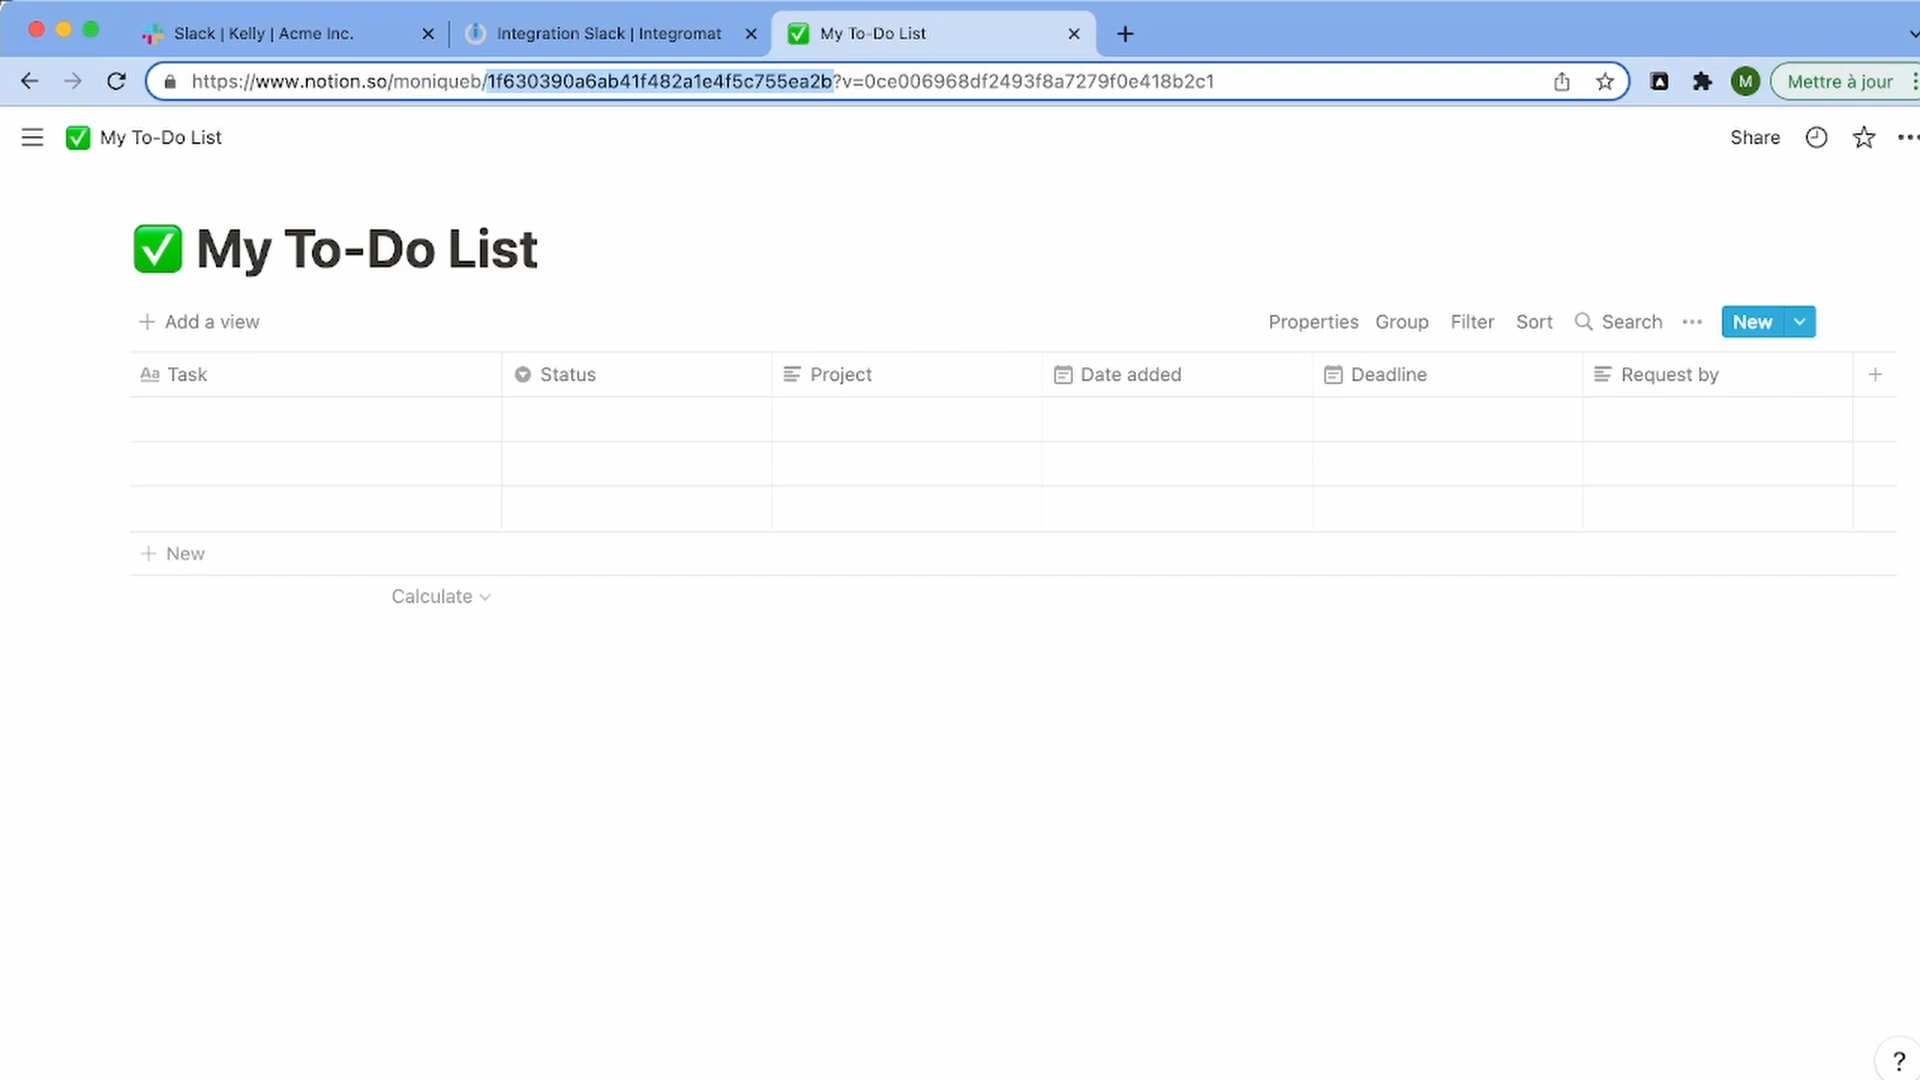 Slack | Kelly | Acme Inc.
Integration Slack | Integromat
My To-Do List
https://www.notion.so/moniqueb/1f630390a6ab41f482a1e4f5c755ea2b?v=0ce006968df2493f8a7279f0e418b2c1
M
Mettre à jour
My To-Do List
Share
My To-Do List
Add a view
Properties Group Filter Sort Search New
Aa Task Status Project Date added Deadline Request by
New
Calculate
?